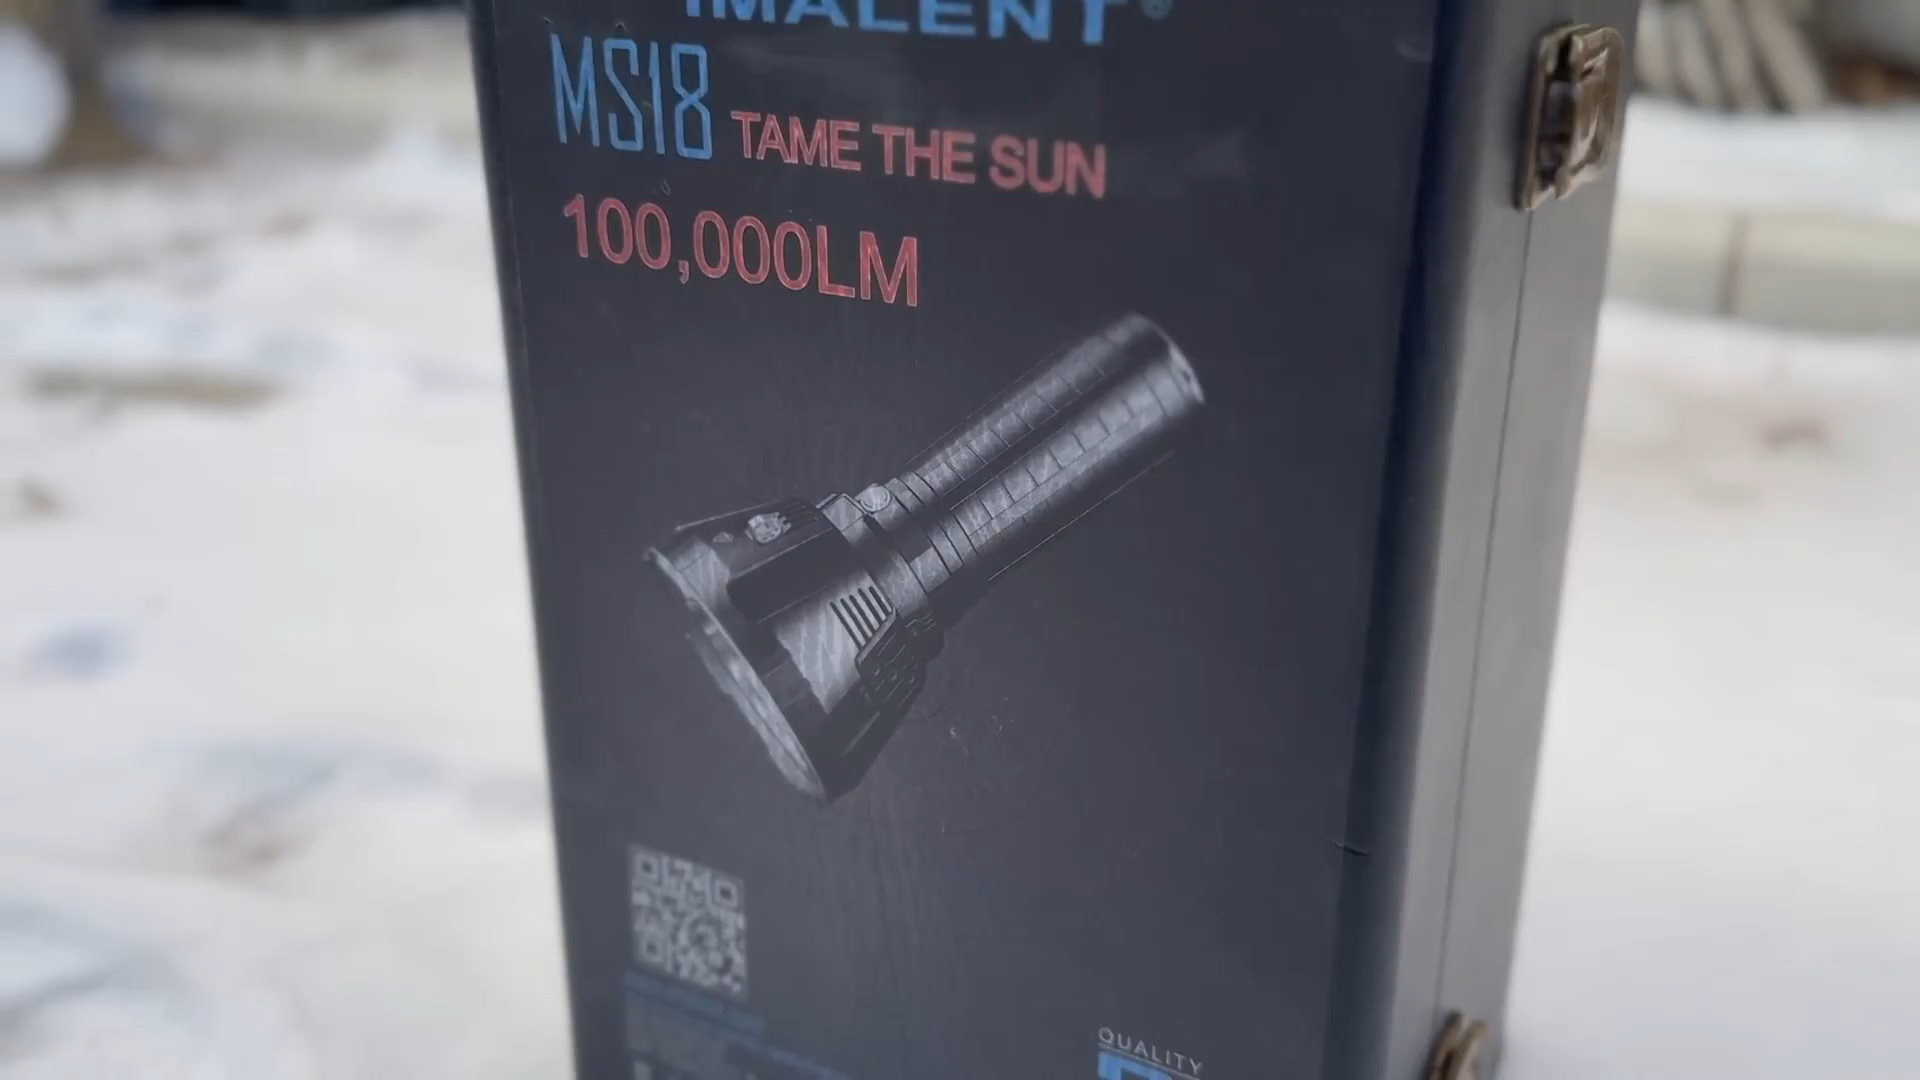 IMALENT®
MS18 TAME THE SUN
100,000LM
QUALITY